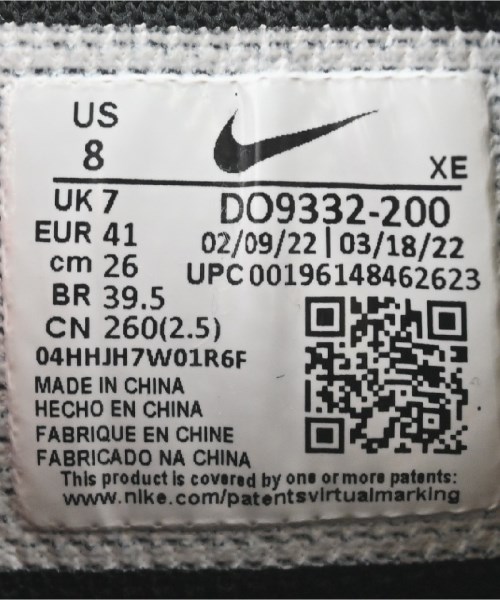 US
8
XE
UK 7
DO9332-200
EUR 41
02/09/22 | 03/18/22
cm 26
UPC 00196148462623
BR 39.5
CN 260(2.5)
04HHJH7W01R6F
MADE IN CHINA
HECHO EN CHINA
FABRIQUE EN CHINE
FABRICADO NA CHINA
This product is covered by one or more patents:
www.nike.com/patentsvirtualmarking